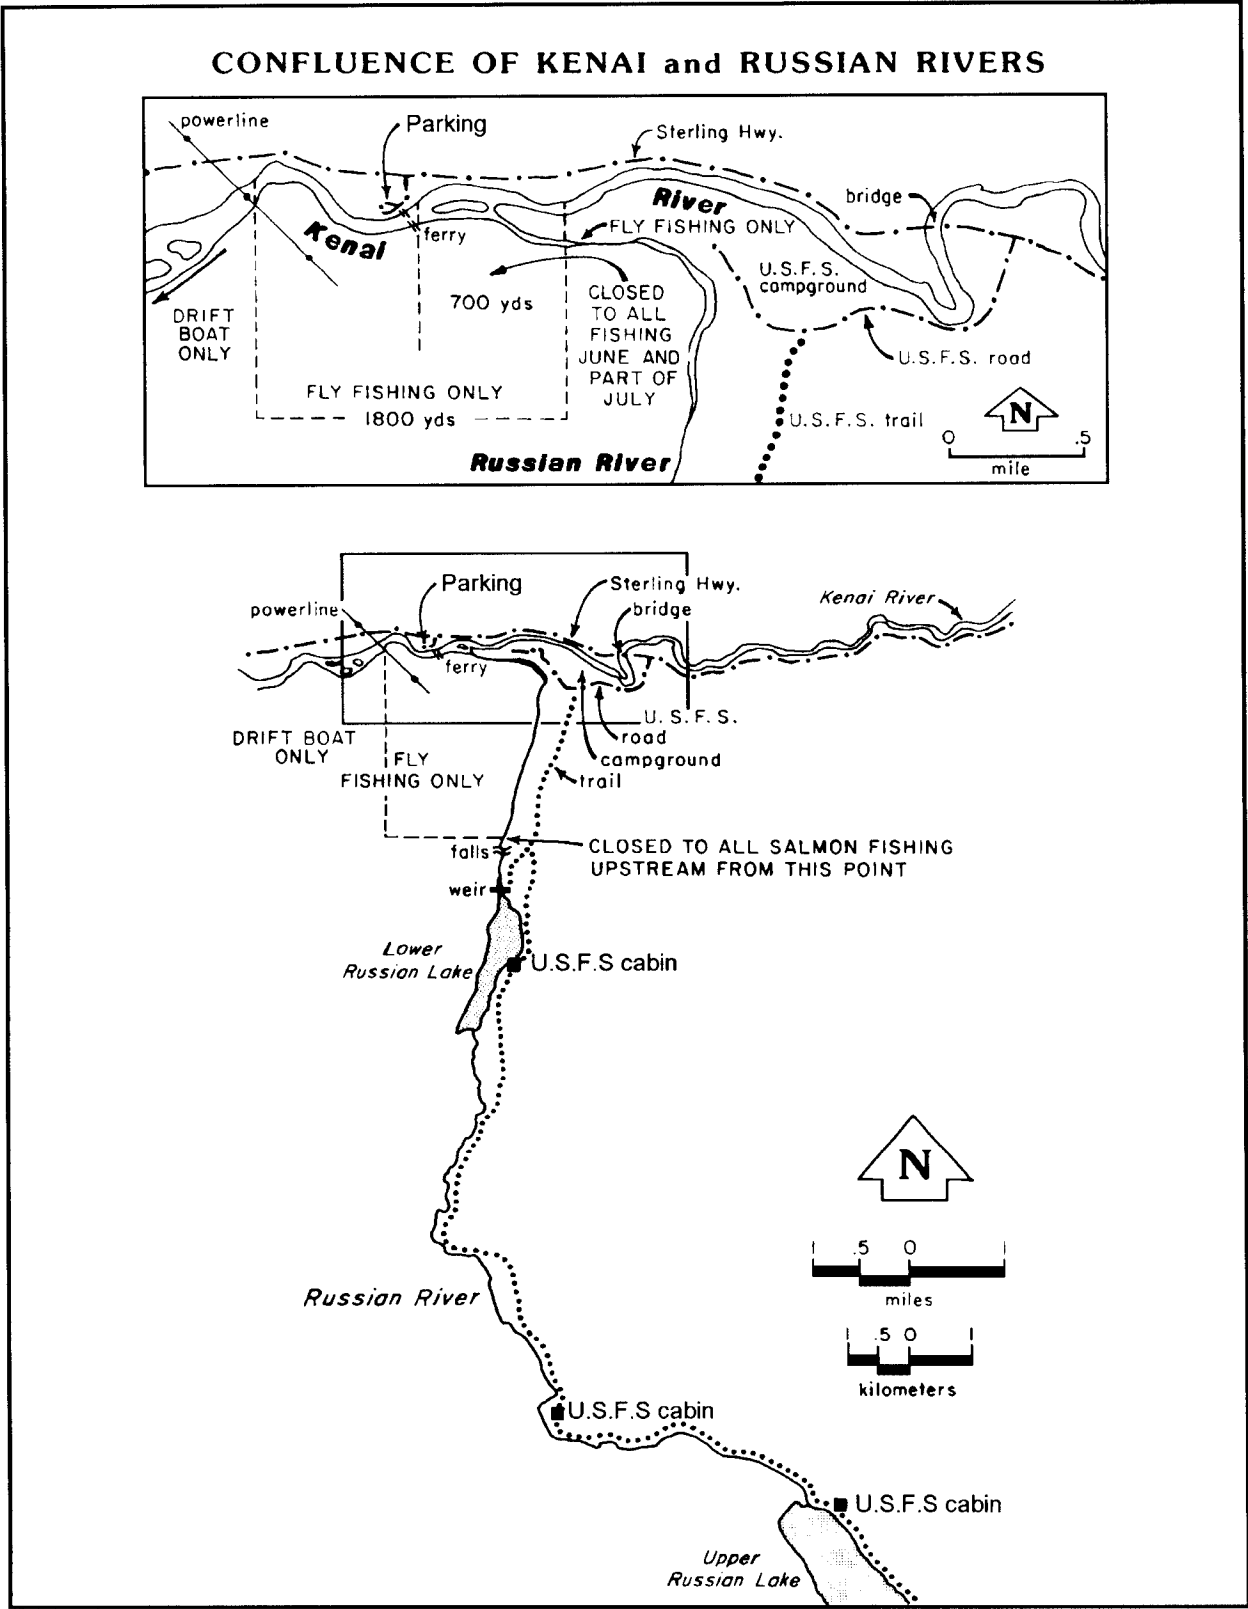 CONFLUENCE OF KENAI and RUSSIAN RIVERS
powerline
Parking
Sterling Hwy.
bridge
River
Kenai
ferry
FLY FISHING ONLY
U.S.F.S.
campground
700 yds
CLOSED
TO ALL
FISHING
JUNE AND
PART OF
JULY
DRIFT
BOAT
ONLY
U.S.F.S. road
FLY FISHING ONLY
1800 yds
U.S.F.S. trail
N
0 .5
mile
Russian River
Parking
Sterling Hwy.
powerline
bridge
Kenai River
ferry
U.S.F.S.
road
campground
trail
DRIFT BOAT
ONLY
FLY
FISHING ONLY
CLOSED TO ALL SALMON FISHING
UPSTREAM FROM THIS POINT
falls
weir
Lower
Russian Lake
U.S.F.S cabin
N
Russian River
| .5 0 |
miles
| .5 0 |
kilometers
U.S.F.S cabin
U.S.F.S cabin
Upper
Russian Lake